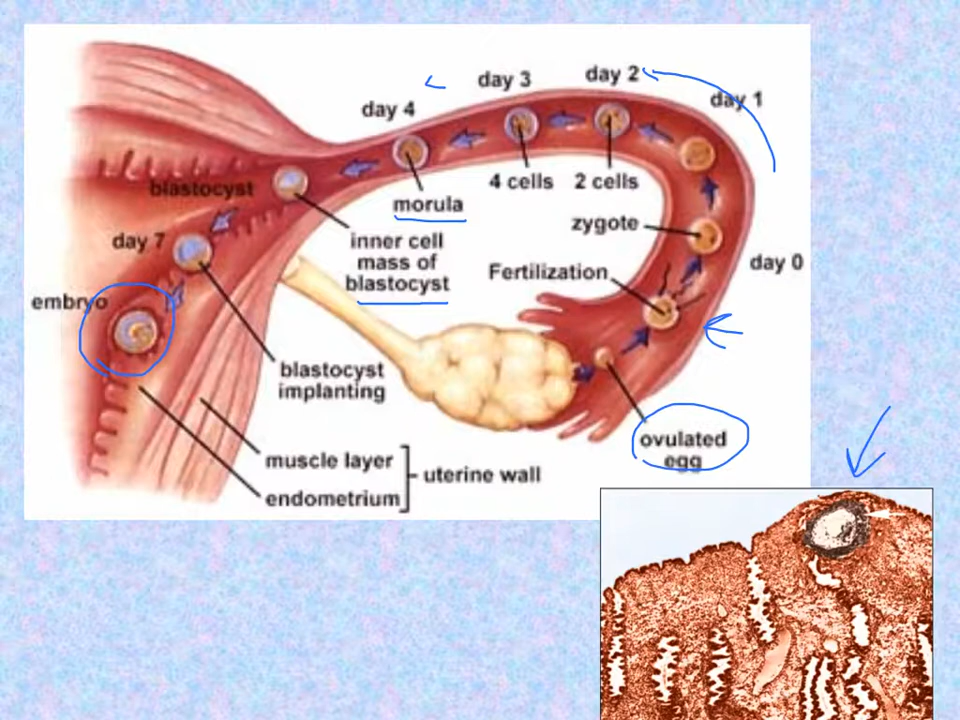 day 3
day 2
day 1
day 4
4 cells
2 cells
blastocyst
morula
zygote
day 7
inner cell
mass of
blastocyst
Fertilization
day 0
embryo
blastocyst
implanting
ovulated
egg
muscle layer
uterine wall
endometrium